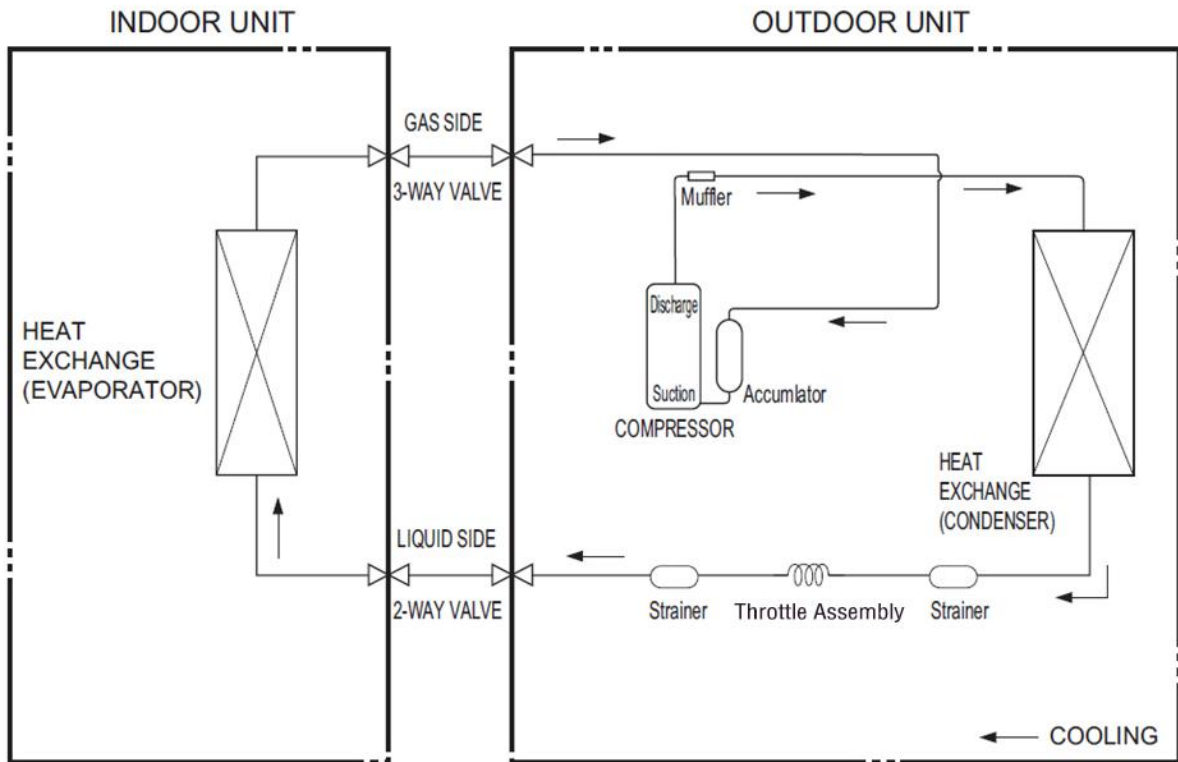 INDOOR UNIT
OUTDOOR UNIT
GAS SIDE
3-WAY VALVE
Muffler
HEAT
EXCHANGE
(EVAPORATOR)
Discharge
Suction
Accumlator
COMPRESSOR
HEAT
EXCHANGE
(CONDENSER)
LIQUID SIDE
2-WAY VALVE
Strainer
Throttle Assembly
Strainer
COOLING